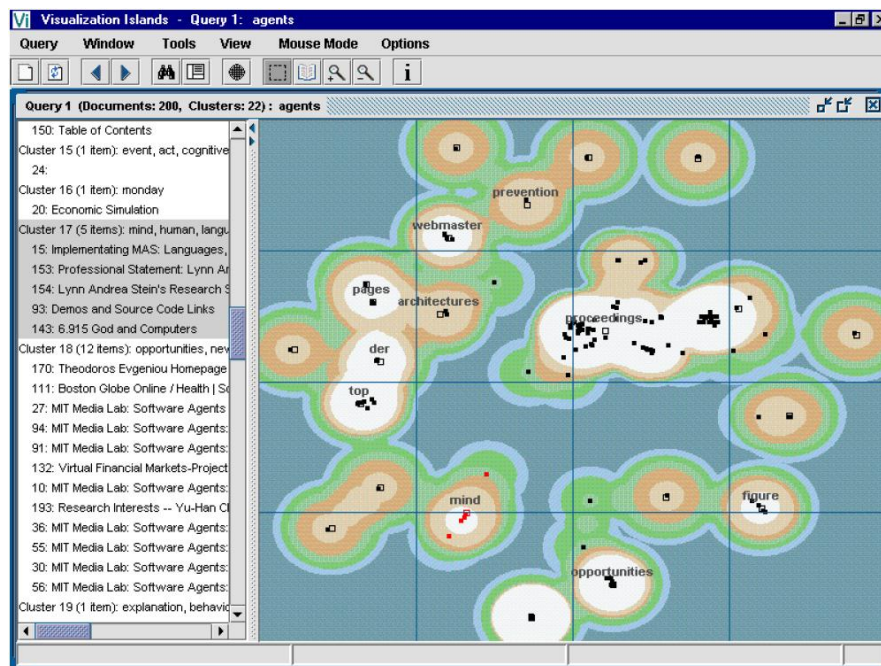 Vi Visualization Islands - Query 1: agents
Query Window Tools View Mouse Mode Options
i
Query 1 (Documents: 200, Clusters: 22) : agents
150: Table of Contents
Cluster 15 (1 item): event, act, cognitive
24:
Cluster 16 (1 item): monday
20: Economic Simulation
Cluster 17 (5 items): mind, human, langu
15: Implementating MAS: Languages,
153: Professional Statement: Lynn An
154: Lynn Andrea Stein's Research S
93: Demos and Source Code Links
143: 6.915 God and Computers
Cluster 18 (12 items): opportunities, new
170: Theodoros Evgeniou Homepage
111: Boston Globe Online / Health | Sc
27: MIT Media Lab: Software Agents
94: MIT Media Lab: Software Agents:
91: MIT Media Lab: Software Agents:
132: Virtual Financial Markets-Project
10: MIT Media Lab: Software Agents:
193: Research Interests -- Yu-Han Ch
36: MIT Media Lab: Software Agents:
55: MIT Media Lab: Software Agents:
30: MIT Media Lab: Software Agents:
56: MIT Media Lab: Software Agents:
Cluster 19 (1 item): explanation, behavio
prevention
webmaster
pages
architectures
proceedings
der
top
mind
figure
opportunities